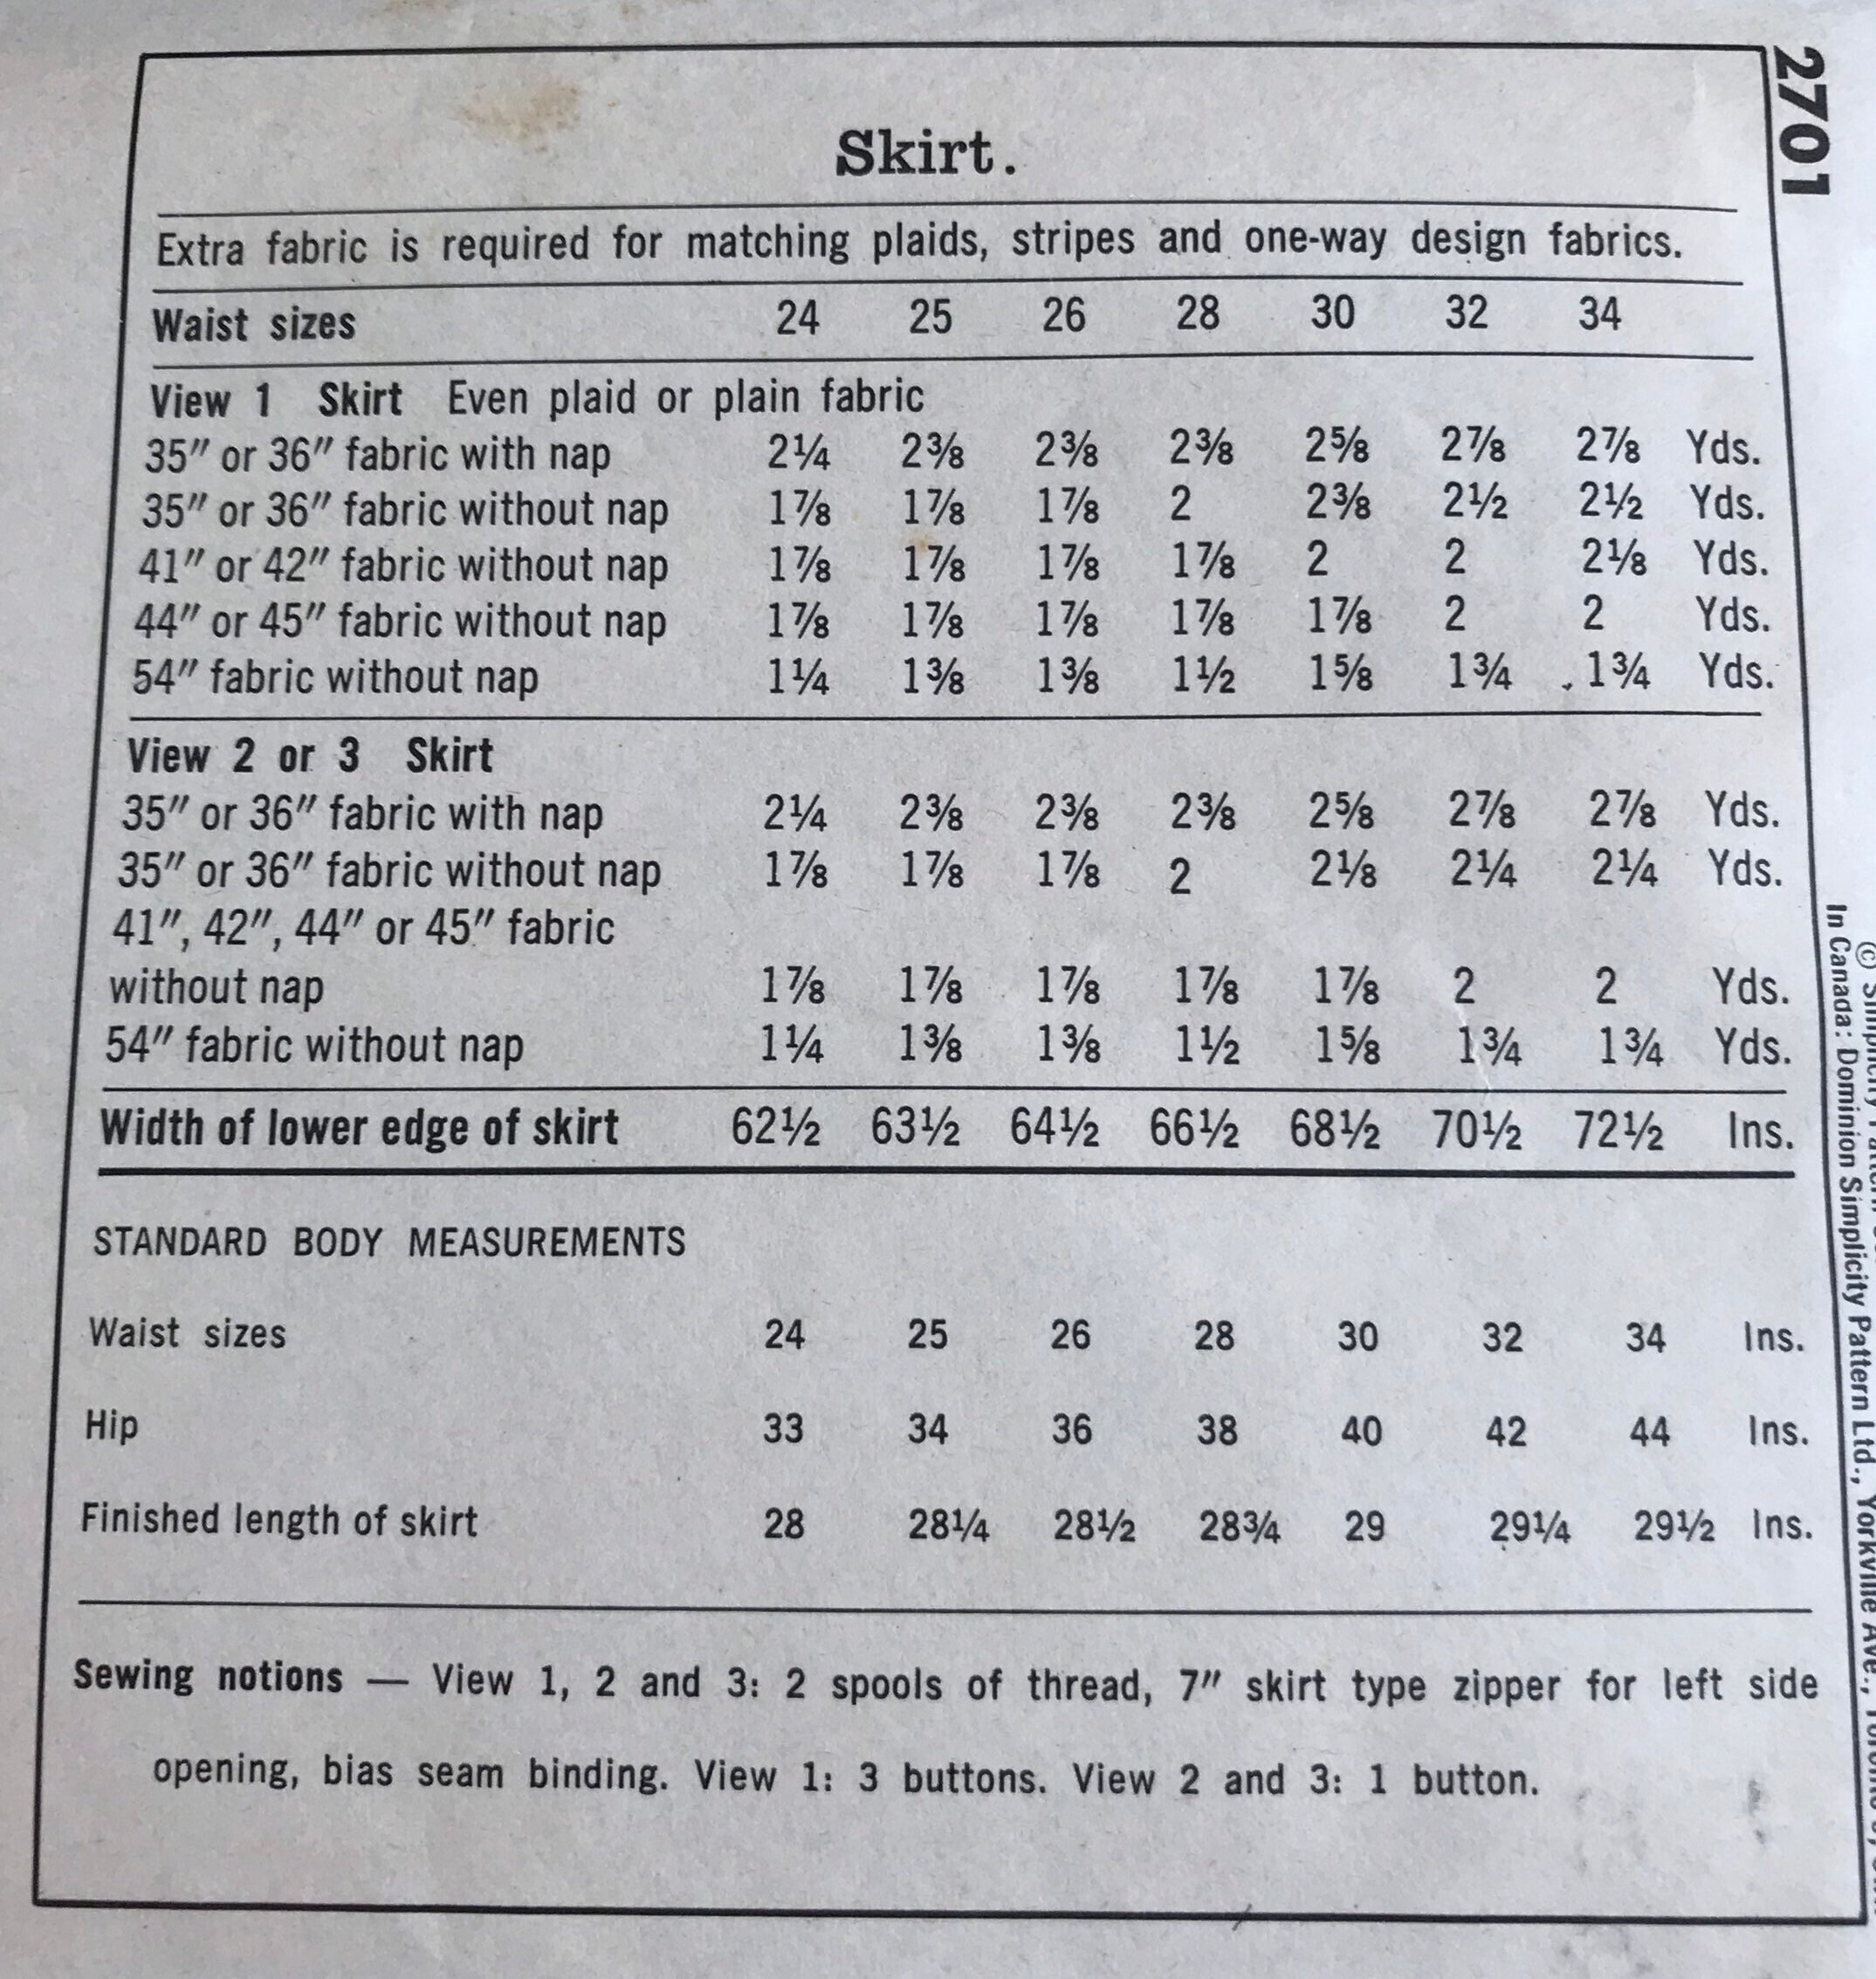 2701
Skirt.
Extra fabric is required for matching plaids, stripes and one-way design fabrics.
Waist sizes 24 25 26 28 30 32 34
View 1 Skirt Even plaid or plain fabric
35″ or 36″ fabric with nap 2¼ 2⅜ 2⅜ 2⅜ 2⅝ 2⅞ 2⅞ Yds.
35″ or 36″ fabric without nap 1⅞ 1⅞ 1⅞ 2 2⅜ 2½ 2½ Yds.
41″ or 42″ fabric without nap 1⅞ 1⅞ 1⅞ 1⅞ 2 2 2⅛ Yds.
44″ or 45″ fabric without nap 1⅞ 1⅞ 1⅞ 1⅞ 1⅞ 2 2 Yds.
54″ fabric without nap 1¼ 1⅜ 1⅜ 1½ 1⅝ 1¾ 1¾ Yds.
View 2 or 3 Skirt
35″ or 36″ fabric with nap 2¼ 2⅜ 2⅜ 2⅜ 2⅝ 2⅞ 2⅞ Yds.
35″ or 36″ fabric without nap 1⅞ 1⅞ 1⅞ 2 2⅛ 2¼ 2¼ Yds.
41″, 42″, 44″ or 45″ fabric
without nap 1⅞ 1⅞ 1⅞ 1⅞ 1⅞ 2 2 Yds.
54″ fabric without nap 1¼ 1⅜ 1⅜ 1½ 1⅝ 1¾ 1¾ Yds.
Width of lower edge of skirt 62½ 63½ 64½ 66½ 68½ 70½ 72½ Ins.
STANDARD BODY MEASUREMENTS
Waist sizes 24 25 26 28 30 32 34 Ins.
Hip 33 34 36 38 40 42 44 Ins.
Finished length of skirt 28 28¼ 28½ 28¾ 29 29¼ 29½ Ins.
Sewing notions — View 1, 2 and 3: 2 spools of thread, 7″ skirt type zipper for left side
opening, bias seam binding. View 1: 3 buttons. View 2 and 3: 1 button.
© Simplicity
In Canada: Dominion Simplicity Pattern Ltd., Yorkville Ave.,